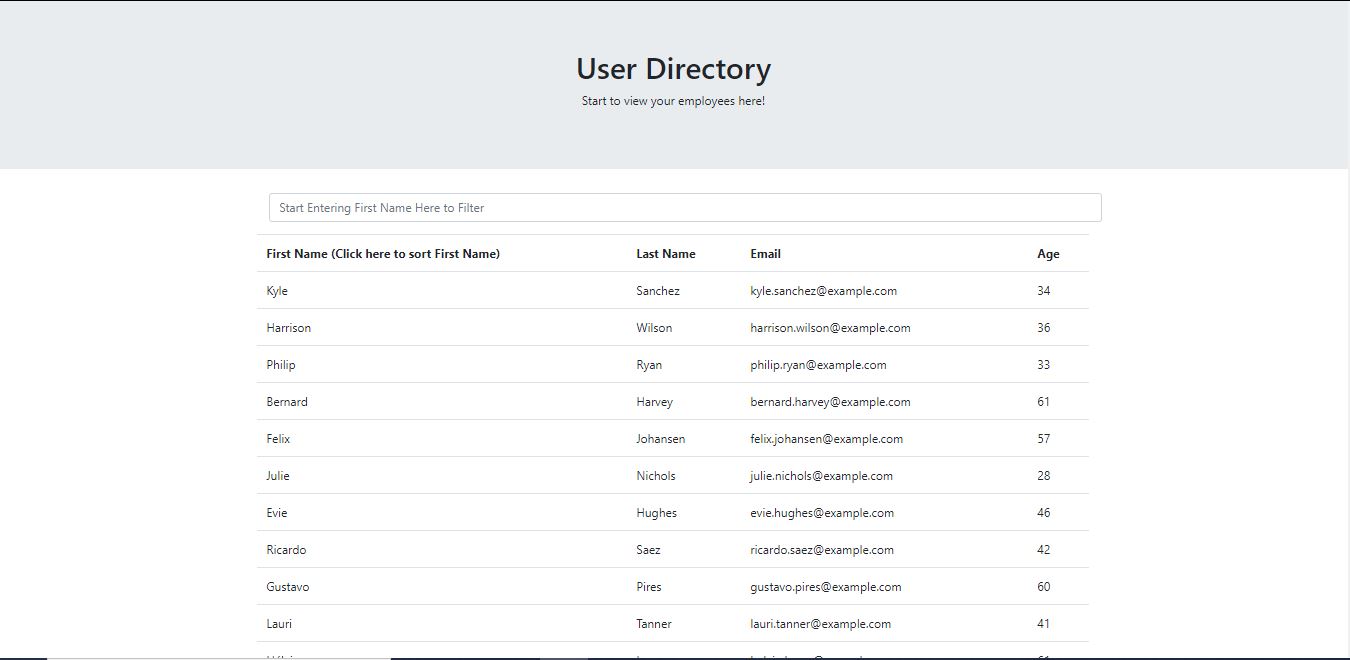 User Directory
Start to view your employees here!
Start Entering First Name Here to Filter
First Name (Click here to sort First Name) Last Name Email Age
Kyle Sanchez kyle.sanchez@example.com 34
Harrison Wilson harrison.wilson@example.com 36
Philip Ryan philip.ryan@example.com 33
Bernard Harvey bernard.harvey@example.com 61
Felix Johansen felix.johansen@example.com 57
Julie Nichols julie.nichols@example.com 28
Evie Hughes evie.hughes@example.com 46
Ricardo Saez ricardo.saez@example.com 42
Gustavo Pires gustavo.pires@example.com 60
Lauri Tanner lauri.tanner@example.com 41